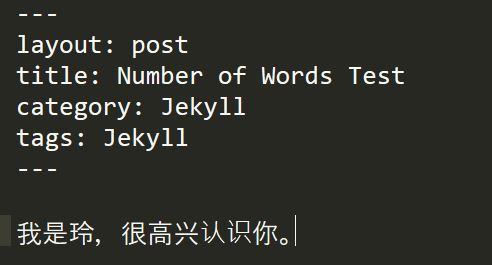 ---
layout: post
title: Number of Words Test
category: Jekyll
tags: Jekyll
---
我是玲，很高兴认识你。